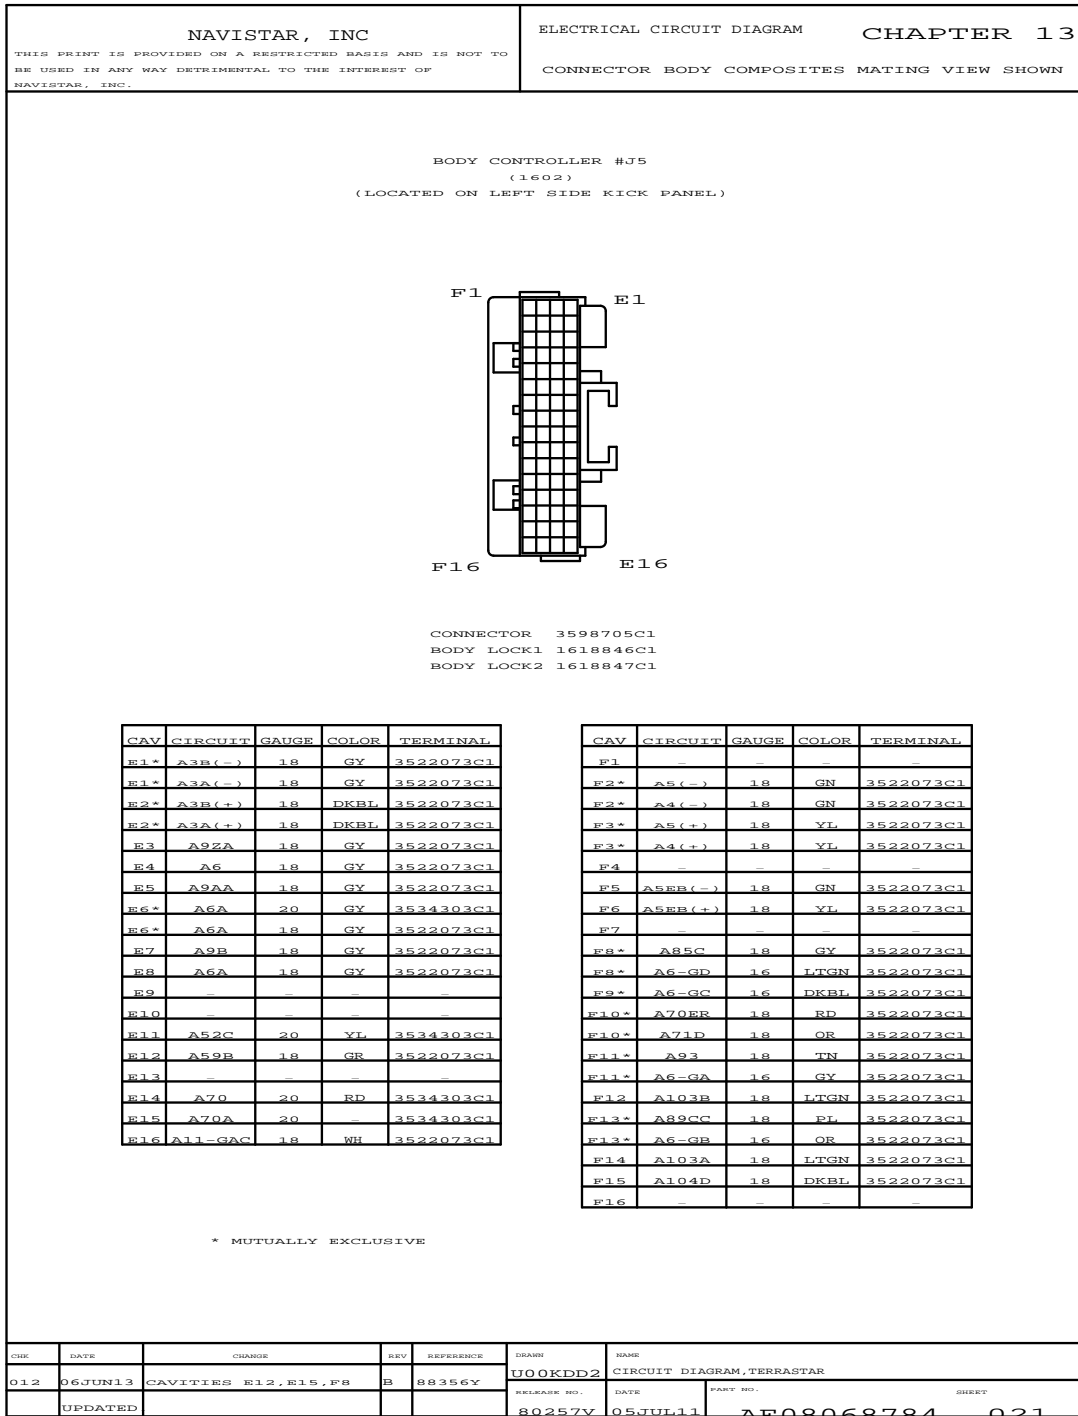 NAVISTAR, INC
THIS PRINT IS PROVIDED ON A RESTRICTED BASIS AND IS NOT TO
BE USED IN ANY WAY DETRIMENTAL TO THE INTEREST OF
NAVISTAR, INC.
ELECTRICAL CIRCUIT DIAGRAM CHAPTER 13
CONNECTOR BODY COMPOSITES MATING VIEW SHOWN
BODY CONTROLLER #J5
(1602)
(LOCATED ON LEFT SIDE KICK PANEL)
F1 E1
F16 E16
CONNECTOR 3598705C1
BODY LOCK1 1618846C1
BODY LOCK2 1618847C1
CAV CIRCUIT GAUGE COLOR TERMINAL
E1* A3B(-) 18 GY 3522073C1
E1* A3A(-) 18 GY 3522073C1
E2* A3B(+) 18 DKBL 3522073C1
E2* A3A(+) 18 DKBL 3522073C1
E3 A9ZA 18 GY 3522073C1
E4 A6 18 GY 3522073C1
E5 A9AA 18 GY 3522073C1
E6* A6A 20 GY 3534303C1
E6* A6A 18 GY 3522073C1
E7 A9B 18 GY 3522073C1
E8 A6A 18 GY 3522073C1
E9 - - - -
E10 - - - -
E11 A52C 20 YL 3534303C1
E12 A59B 18 GR 3522073C1
E13 - - - -
E14 A70 20 RD 3534303C1
E15 A70A 20 - 3534303C1
E16 A11-GAC 18 WH 3522073C1
CAV CIRCUIT GAUGE COLOR TERMINAL
F1 - - - -
F2* A5(-) 18 GN 3522073C1
F2* A4(-) 18 GN 3522073C1
F3* A5(+) 18 YL 3522073C1
F3* A4(+) 18 YL 3522073C1
F4 - - - -
F5 A5EB(-) 18 GN 3522073C1
F6 A5EB(+) 18 YL 3522073C1
F7 - - - -
F8* A85C 18 GY 3522073C1
F8* A6-GD 16 LTGN 3522073C1
F9* A6-GC 16 DKBL 3522073C1
F10* A70ER 18 RD 3522073C1
F10* A71D 18 OR 3522073C1
F11* A93 18 TN 3522073C1
F11* A6-GA 16 GY 3522073C1
F12 A103B 18 LTGN 3522073C1
F13* A89CC 18 PL 3522073C1
F13* A6-GB 16 OR 3522073C1
F14 A103A 18 LTGN 3522073C1
F15 A104D 18 DKBL 3522073C1
F16 - - - -
* MUTUALLY EXCLUSIVE
CHK DATE CHANGE REV REFERENCE
012 06JUN13 CAVITIES E12,E15,F8 B 88356Y
UPDATED
DRAWN
U00KDD2
NAME
CIRCUIT DIAGRAM,TERRASTAR
RELEASE NO.
80257V
DATE
05JUL11
PART NO. SHEET
AF08068784 021